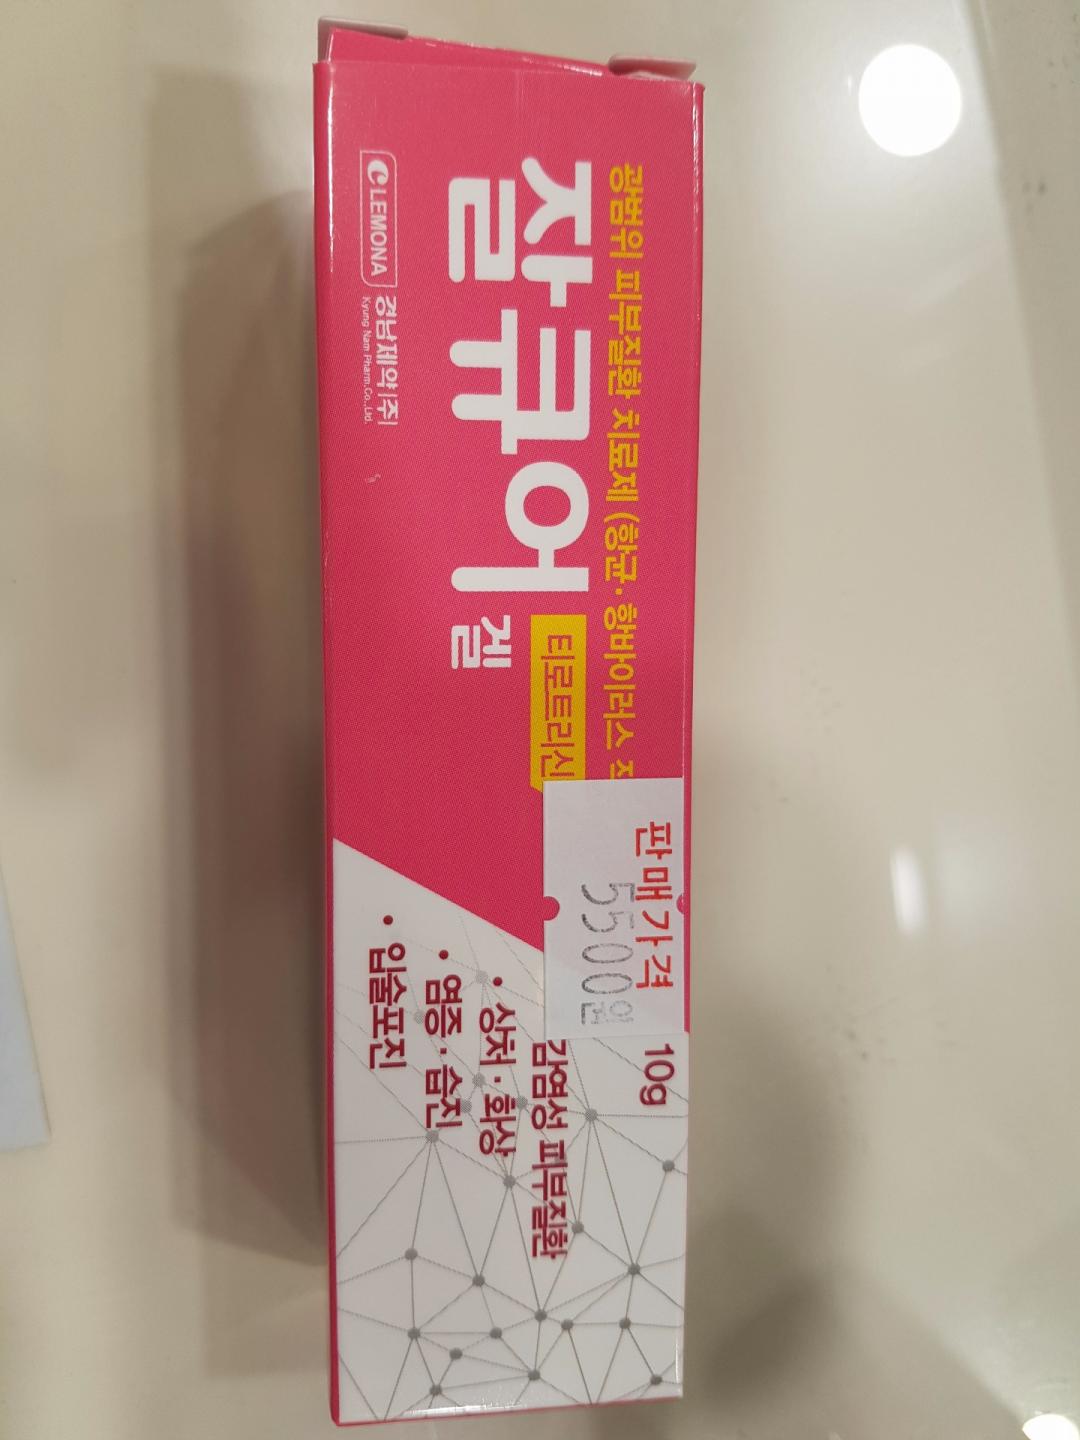 광범위 피부질환 치료제 (항균·항바이러스
잘큐어겔
티로트리신
CLEMONA
경남제약(주)
Kyung Nam Pharm.Co.,Ltd.
판매가격
5500원
10g
감염성 피부질환
· 상처·화상
· 염증·습진
· 입술포진